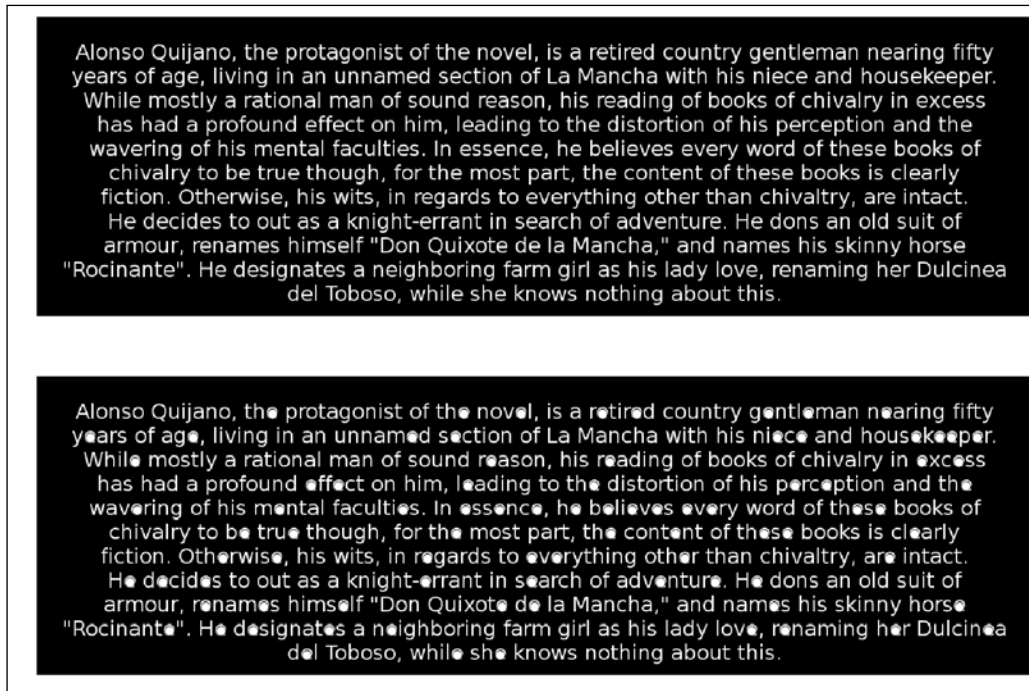 Alonso Quijano, the protagonist of the novel, is a retired country gentleman nearing fifty
years of age, living in an unnamed section of La Mancha with his niece and housekeeper.
While mostly a rational man of sound reason, his reading of books of chivalry in excess
has had a profound effect on him, leading to the distortion of his perception and the
wavering of his mental faculties. In essence, he believes every word of these books of
chivalry to be true though, for the most part, the content of these books is clearly
fiction. Otherwise, his wits, in regards to everything other than chivaltry, are intact.
He decides to out as a knight-errant in search of adventure. He dons an old suit of
armour, renames himself "Don Quixote de la Mancha," and names his skinny horse
"Rocinante". He designates a neighboring farm girl as his lady love, renaming her Dulcinea
del Toboso, while she knows nothing about this.
Alonso Quijano, the protagonist of the novel, is a retired country gentleman nearing fifty
years of age, living in an unnamed section of La Mancha with his niece and housekeeper.
While mostly a rational man of sound reason, his reading of books of chivalry in excess
has had a profound effect on him, leading to the distortion of his perception and the
wavering of his mental faculties. In essence, he believes every word of these books of
chivalry to be true though, for the most part, the content of these books is clearly
fiction. Otherwise, his wits, in regards to everything other than chivaltry, are intact.
He decides to out as a knight-errant in search of adventure. He dons an old suit of
armour, renames himself "Don Quixote de la Mancha," and names his skinny horse
"Rocinante". He designates a neighboring farm girl as his lady love, renaming her Dulcinea
del Toboso, while she knows nothing about this.